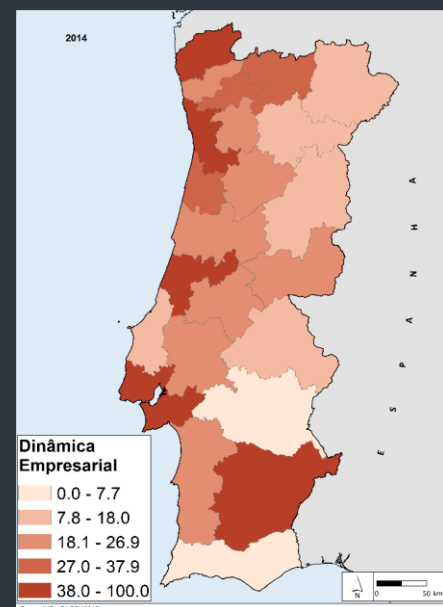 2014
ESPANHA
Dinâmica
Empresarial
0.0 - 7.7
7.8 - 18.0
18.1 - 26.9
27.0 - 37.9
38.0 - 100.0
N
0 50 km